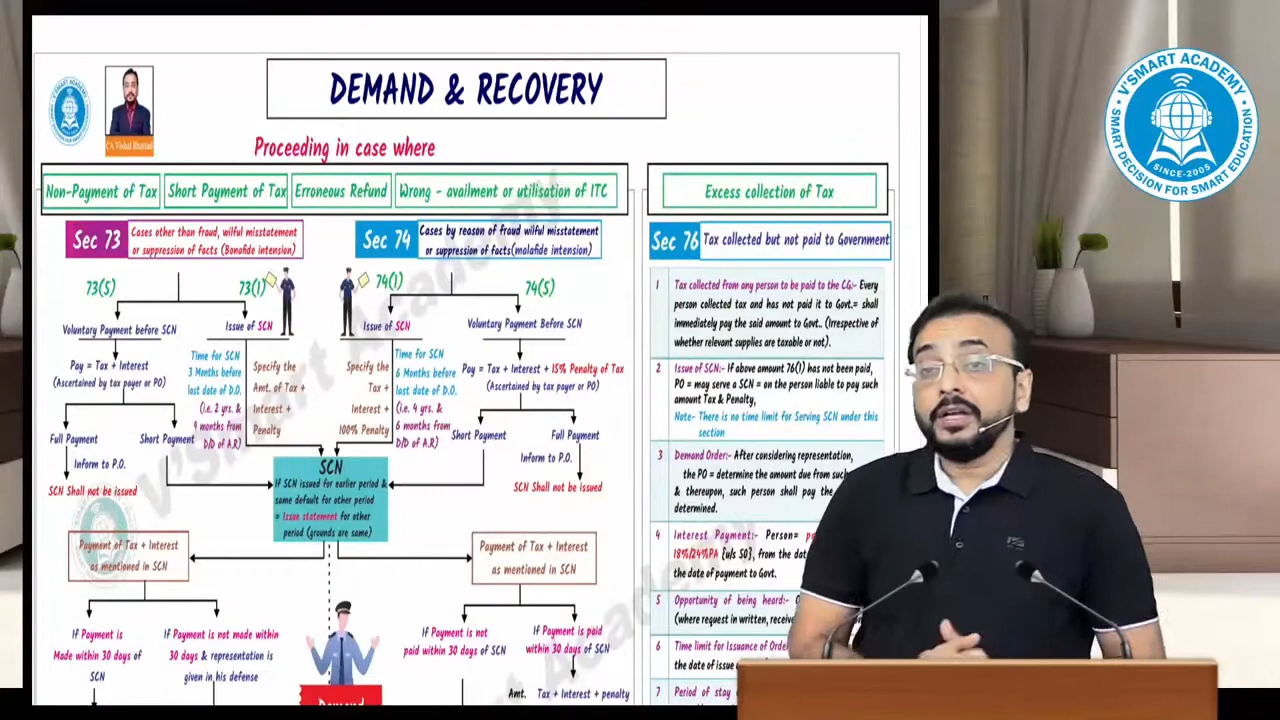 DEMAND & RECOVERY
CA Vishal Bhattad
Proceeding in case where
Non-Payment of Tax
Short Payment of Tax
Erroneous Refund
Wrong - availment or utilisation of ITC
Sec 73
Cases other than fraud, wilful misstatement
or suppression of facts (Bonafide intension)
Sec 74
Cases by reason of fraud wilful misstatement
or suppression of facts(malafide intension)
73(5)
73(1)
74(1)
74(5)
Voluntary Payment before SCN
Issue of SCN
Issue of SCN
Voluntary Payment Before SCN
Pay = Tax + Interest
(Ascertained by tax payer or PO)
Time for SCN
3 Months before
last date of D.O.
(i.e. 2 yrs. &
9 months from
D/D of A.R)
Specify the
Amt. of Tax +
Interest +
Penalty
Specify the
Tax +
Interest +
100% Penalty
Time for SCN
6 Months before
last date of D.O.
(i.e. 4 yrs. &
6 months from
D/D of A.R)
Pay = Tax + Interest + 15% Penalty of Tax
(Ascertained by tax payer or PO)
Full Payment
Short Payment
Inform to P.O.
SCN Shall not be issued
Short Payment
Full Payment
Inform to P.O.
SCN Shall not be issued
SCN
If SCN issued for earlier period &
same default for other period
= Issue statement for other
period (grounds are same)
Payment of Tax + Interest
as mentioned in SCN
Payment of Tax + Interest
as mentioned in SCN
If Payment is
Made within 30 days of
SCN
If Payment is not made within
30 days & representation is
given in his defense
If Payment is not
paid within 30 days of SCN
If Payment is paid
within 30 days of SCN
Amt. Tax + Interest + penalty
Demand
Excess collection of Tax
Sec 76
Tax collected but not paid to Government
1 Tax collected from any person to be paid to the CG:- Every
person collected tax and has not paid it to Govt.= shall
immediately pay the said amount to Govt.. (Irrespective of
whether relevant supplies are taxable or not).
2 Issue of SCN:- If above amount 76(1) has not been paid,
PO = may serve a SCN = on the person liable to pay such
amount Tax & Penalty,
Note- There is no time limit for Serving SCN under this
section
3 Demand Order:- After considering representation,
the PO = determine the amount due from such
& thereupon, such person shall pay the
determined.
4 Interest Payment:- Person=
18%/24%PA {u/s 50}, from the dat
the date of payment to Govt.
5 Opportunity of being heard:-
(where request in written, receive
6 Time limit for Issuance of Order
the date of issue
7 Period of stay
V'SMART ACADEMY
SINCE-2005
SMART DECISION FOR SMART EDUCATION
V'Smart Academy